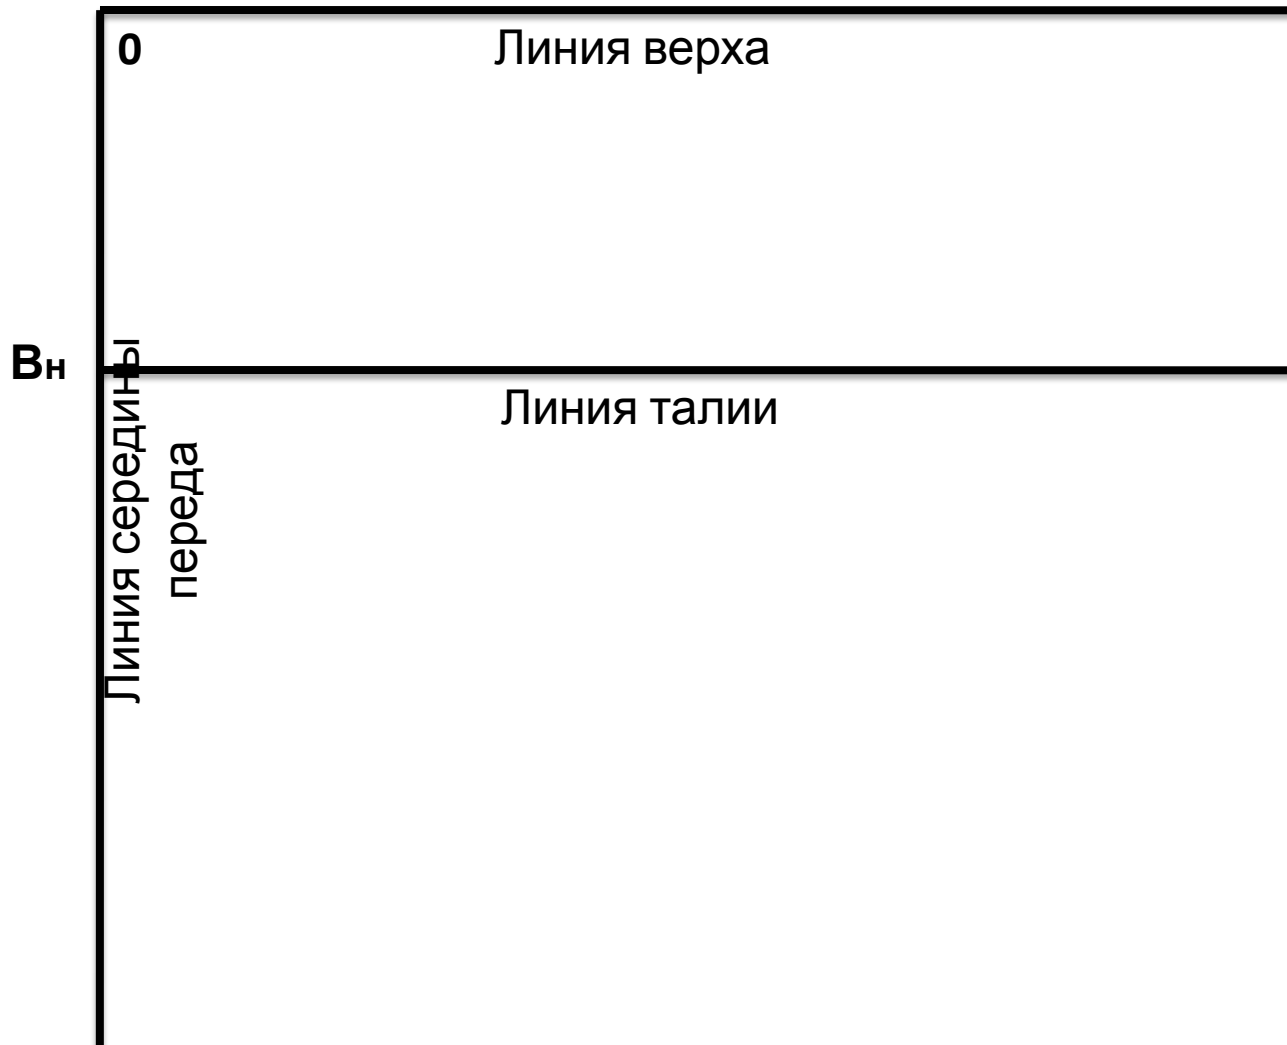 0
Линия верха
Вн
Линия талии
Линия середины
переда